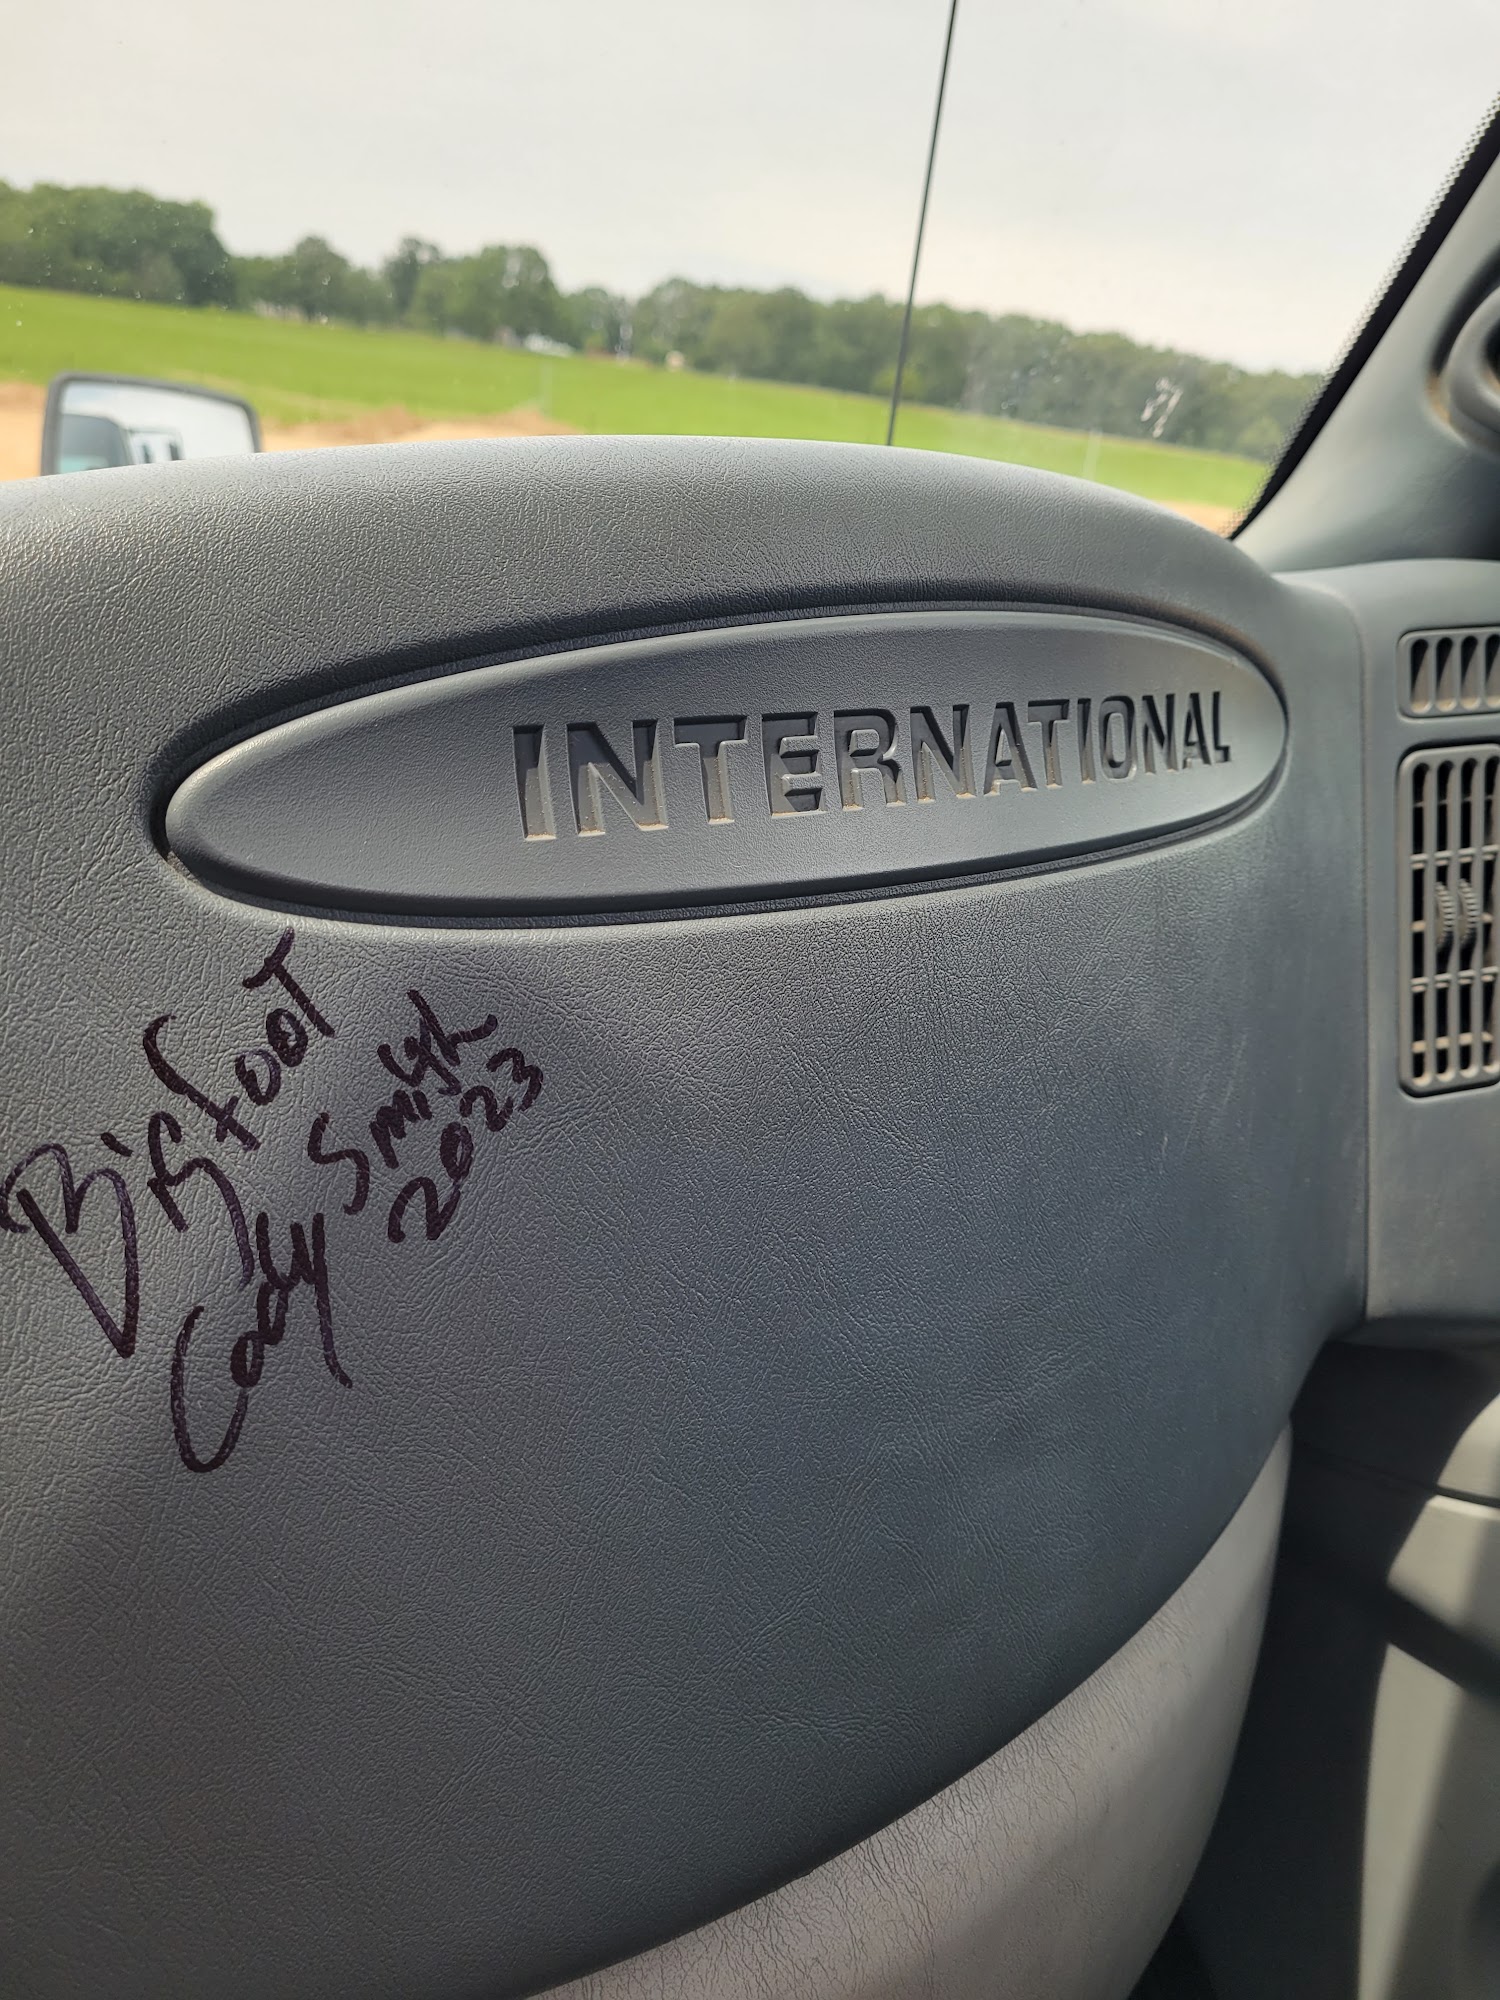 INTERNATIONAL
Bigfoot
Cody Smith
2023